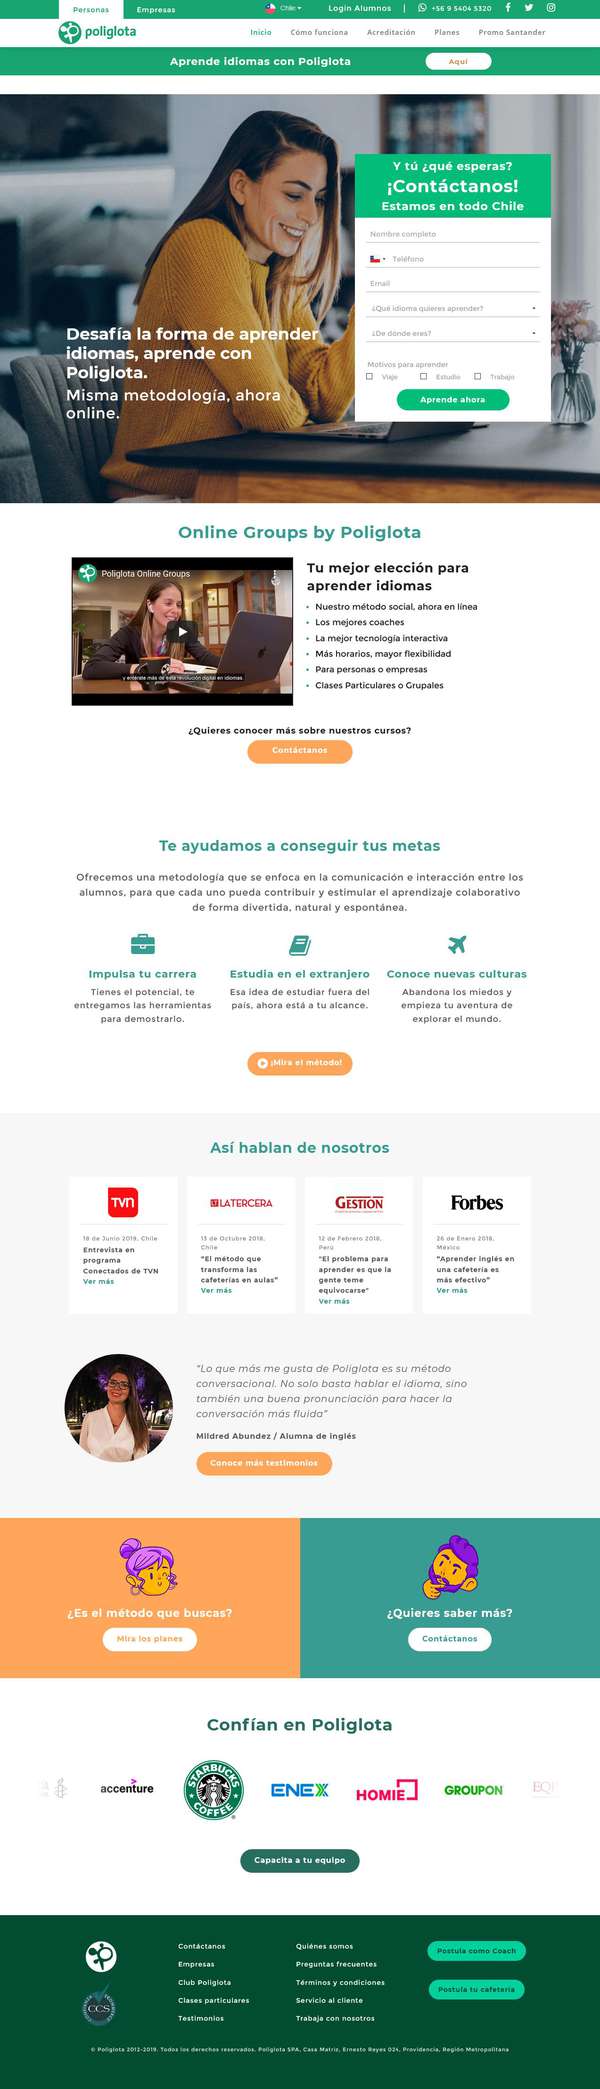 Personas
Empresas
Chile
Login Alumnos
|
+56 9 5404 5320
poliglota
Inicio
Cómo funciona
Acreditación
Planes
Promo Santander
Aprende idiomas con Poliglota
Aquí
Y tú ¿qué esperas?
¡Contáctanos!
Estamos en todo Chile
Nombre completo
Teléfono
Email
¿Qué idioma quieres aprender?
¿De dónde eres?
Motivos para aprender
Viaje
Estudio
Trabajo
Aprende ahora
Desafía la forma de aprender
idiomas, aprende con
Poliglota.
Misma metodología, ahora
online.
Online Groups by Poliglota
Poliglota Online Groups
y entérate más de esta revolución digital en idiomas
Tu mejor elección para
aprender idiomas
Nuestro método social, ahora en línea
Los mejores coaches
La mejor tecnología interactiva
Más horarios, mayor flexibilidad
Para personas o empresas
Clases Particulares o Grupales
¿Quieres conocer más sobre nuestros cursos?
Contáctanos
Te ayudamos a conseguir tus metas
Ofrecemos una metodología que se enfoca en la comunicación e interacción entre los
alumnos, para que cada uno pueda contribuir y estimular el aprendizaje colaborativo
de forma divertida, natural y espontánea.
Impulsa tu carrera
Tienes el potencial, te
entregamos las herramientas
para demostrarlo.
Estudia en el extranjero
Esa idea de estudiar fuera del
país, ahora está a tu alcance.
Conoce nuevas culturas
Abandona los miedos y
empieza tu aventura de
explorar el mundo.
¡Mira el método!
Así hablan de nosotros
TVN
18 de Junio 2019, Chile
Entrevista en
programa
Conectados de TVN
Ver más
LT LATERCERA
13 de Octubre 2018,
Chile
"El método que
transforma las
cafeterías en aulas"
Ver más
GESTIÓN
12 de Febrero 2018,
Perú
"El problema para
aprender es que la
gente teme
equivocarse"
Ver más
Forbes
26 de Enero 2018,
México
"Aprender inglés en
una cafetería es
más efectivo"
Ver más
"Lo que más me gusta de Poliglota es su método
conversacional. No solo basta hablar el idioma, sino
también una buena pronunciación para hacer la
conversación más fluida"
Mildred Abundez / Alumna de inglés
Conoce más testimonios
¿Es el método que buscas?
Mira los planes
¿Quieres saber más?
Contáctanos
Confían en Poliglota
accenture
STARBUCKS
COFFEE
ENEX
HOMIE
GROUPON
Capacita a tu equipo
CCS
Contáctanos
Empresas
Club Poliglota
Clases particulares
Testimonios
Quiénes somos
Preguntas frecuentes
Términos y condiciones
Servicio al cliente
Trabaja con nosotros
Postula como Coach
Postula tu cafetería
© Poliglota 2012-2019. Todos los derechos reservados. Poliglota SPA, Casa Matriz, Ernesto Reyes 024, Providencia, Región Metropolitana